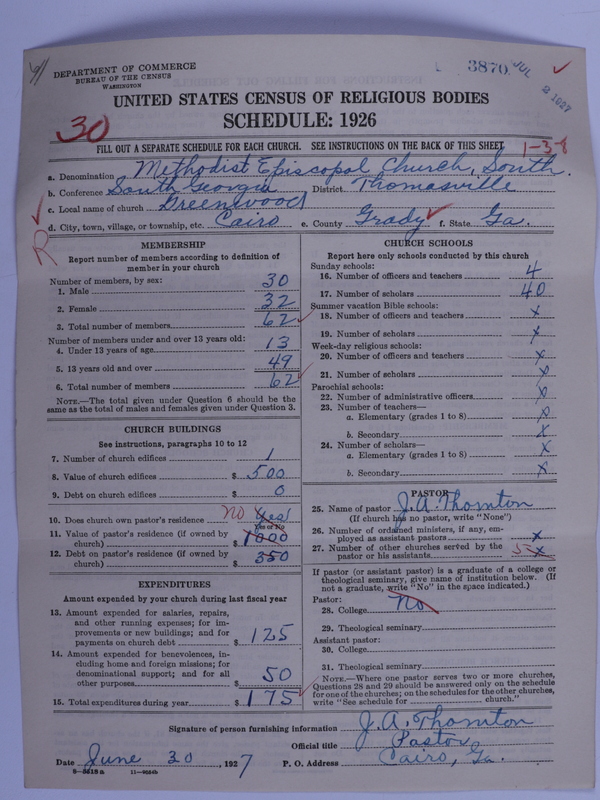 DEPARTMENT OF COMMERCE
BUREAU OF THE CENSUS
WASHINGTON
3870
JUL 2 1927
UNITED STATES CENSUS OF RELIGIOUS BODIES
SCHEDULE: 1926
30
FILL OUT A SEPARATE SCHEDULE FOR EACH CHURCH. SEE INSTRUCTIONS ON THE BACK OF THIS SHEET
1-3-8
a. Denomination Methodist Episcopal Church, South.
b. Conference South Georgia District Thomasville
c. Local name of church Greenwood
d. City, town, village, or township, etc. Cairo e. County Grady f. State Ga.
R
MEMBERSHIP
Report number of members according to definition of
member in your church
Number of members, by sex:
1. Male 30
2. Female 32
3. Total number of members 62
Number of members under and over 13 years old:
4. Under 13 years of age 13
5. 13 years old and over 49
6. Total number of members 62
NOTE.—The total given under Question 6 should be
same as the total of males and females given under Question 3.
CHURCH BUILDINGS
See instructions, paragraphs 10 to 12
7. Number of church edifices 1
8. Value of church edifices $ 500
9. Debt on church edifices $ 0
10. Does church own pastor's residence no Yes
Yes or No
11. Value of pastor's residence (if owned by
church) $ 1000
12. Debt on pastor's residence (if owned by
church) $ 350
EXPENDITURES
Amount expended by church during last fiscal year
13. Amount expended for salaries, repairs,
and other running expenses; for im-
provements or new buildings; and for
payments on church debt $ 125
14. Amount expended for benevolences, in-
cluding home and foreign missions; for
denominational support; and for all
other purposes $ 50
15. Total expenditures during year $ 175
CHURCH SCHOOLS
Report here only schools conducted by this church
Sunday schools:
16. Number of officers and teachers 4
17. Number of scholars 40
Summer vacation Bible schools:
18. Number of officers and teachers x
19. Number of scholars x
Week-day religious schools:
20. Number of officers and teachers x
21. Number of scholars x
Parochial schools:
22. Number of administrative officers x
23. Number of teachers—
a. Elementary (grades 1 to 8) x
b. Secondary x
24. Number of scholars—
a. Elementary (grades 1 to 8) x
b. Secondary x
PASTOR
25. Name of pastor J. A. Thornton
(If church has no pastor, write "None")
26. Number of ordained ministers, if any, em-
ployed as assistant pastors x
27. Number of other churches served by the
pastor or his assistants 5 x
If pastor (or assistant pastor) is a graduate of a college or
theological seminary, give name of institution below. (If
not a graduate, write "No" in the space indicated.)
Pastor:
28. College No
29. Theological seminary
Assistant pastor:
30. College
31. Theological seminary
NOTE.—Where one pastor serves two or more churches,
Questions 28 and 29 should be answered only on the schedule
for one of the churches; on the schedules for the other churches,
write "See schedule for church."
Signature of person furnishing information J. A. Thornton
Official title Pastor
Date June 30, 1927 P. O. Address Cairo, Ga.
11—9524b